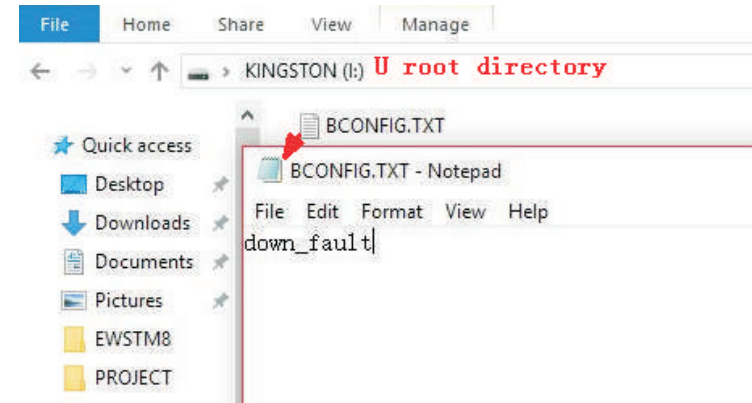 File Home Share View Manage
KINGSTON (I:) U root directory
BCONFIG.TXT
Quick access
BCONFIG.TXT - Notepad
Desktop
File Edit Format View Help
Downloads
down_fault
Documents
Pictures
EWSTM8
PROJECT